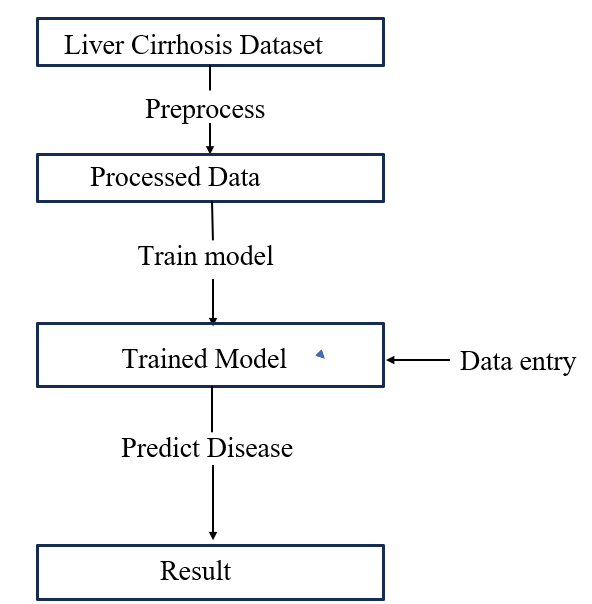 Liver Cirrhosis Dataset
Preprocess
Processed Data
Train model
Trained Model
Data entry
Predict Disease
Result